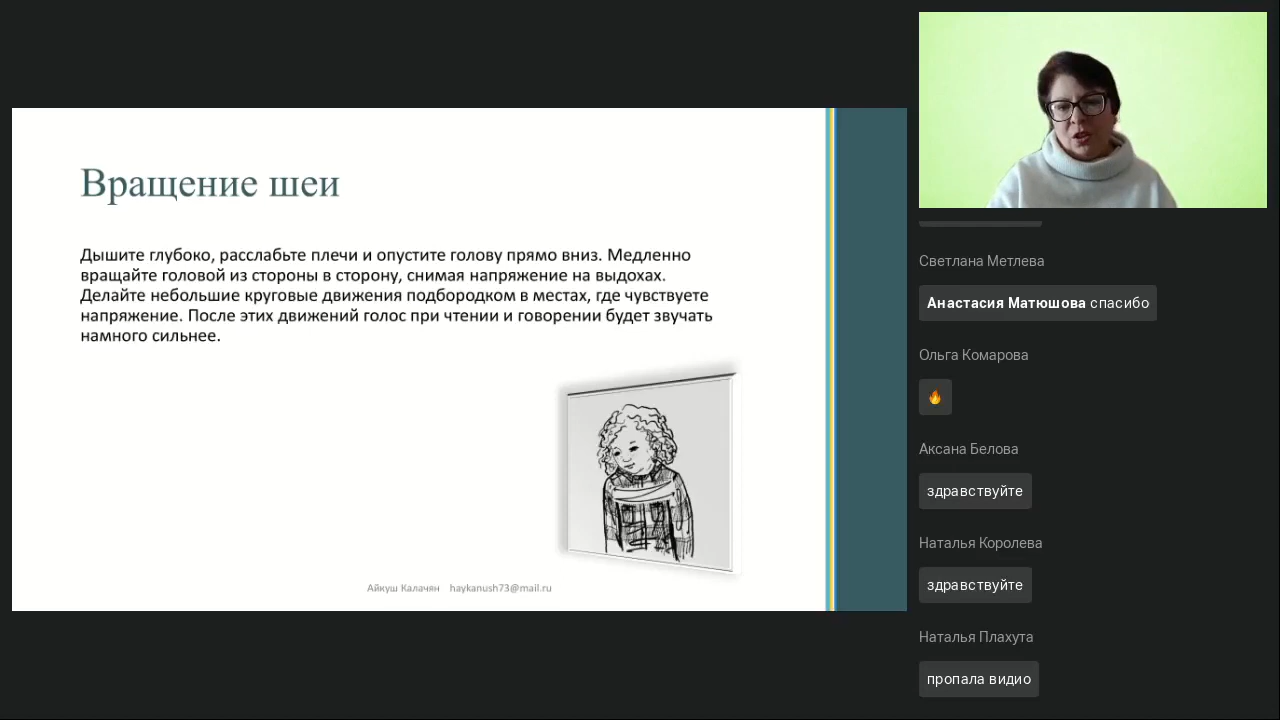 Вращение шеи
Дышите глубоко, расслабьте плечи и опустите голову прямо вниз. Медленно
вращайте головой из стороны в сторону, снимая напряжение на выдохах.
Делайте небольшие круговые движения подбородком в местах, где чувствуете
напряжение. После этих движений голос при чтении и говорении будет звучать
намного сильнее.
Айкуш Калачян haykanush73@mail.ru
Светлана Метлева
Анастасия Матюшова спасибо
Ольга Комарова
🔥
Аксана Белова
здравствуйте
Наталья Королева
здравствуйте
Наталья Плахута
пропала видио